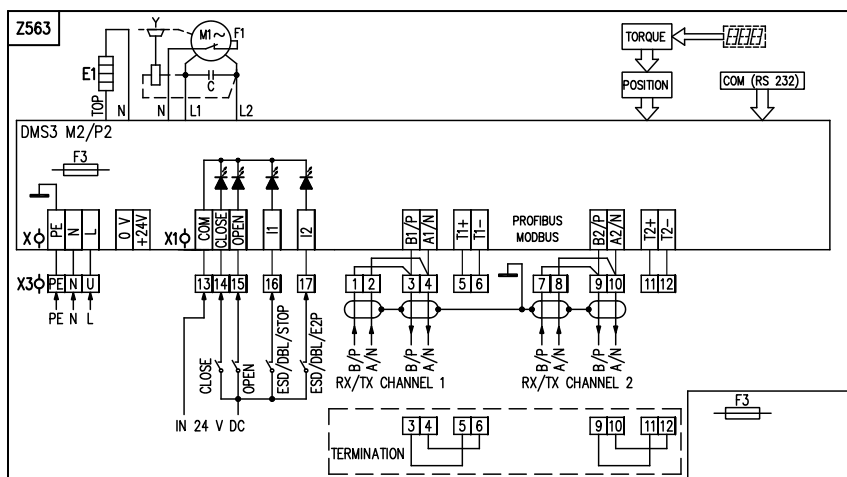 Z563
Y
M1~
F1
E1
C
TOP
N
N
L1
L2
TORQUE
POSITION
COM (RS 232)
DMS3 M2/P2
F3
PE
N
L
0 V
+24V
COM
CLOSE
OPEN
I1
I2
B1/P
A1/N
T1+
T1-
PROFIBUS
MODBUS
B2/P
A2/N
T2+
T2-
X
X1
X3
PE
N
U
13
14
15
16
17
1
2
3
4
5
6
7
8
9
10
11
12
PE
N
L
CLOSE
OPEN
ESD/DBL/STOP
ESD/DBL/E2P
B/P
A/N
B/P
A/N
B/P
A/N
B/P
A/N
RX/TX CHANNEL 1
RX/TX CHANNEL 2
IN 24 V DC
TERMINATION
3
4
5
6
9
10
11
12
F3